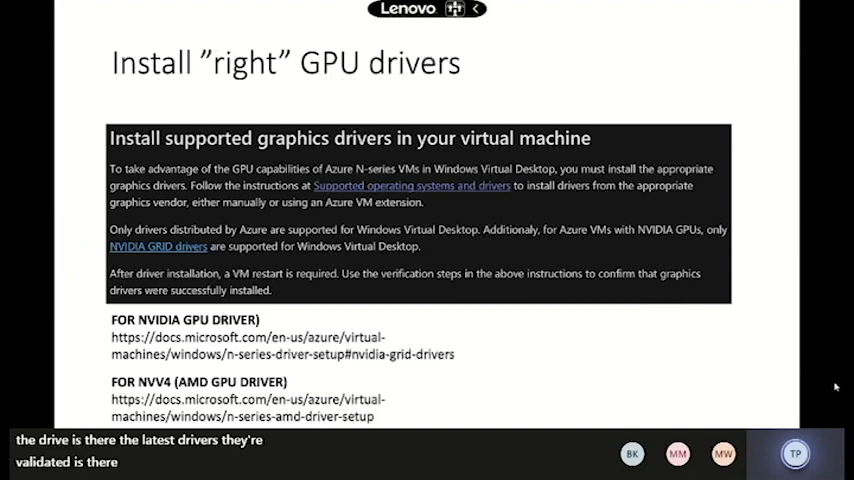 Lenovo
Install ”right” GPU drivers
Install supported graphics drivers in your virtual machine
To take advantage of the GPU capabilities of Azure N-series VMs in Windows Virtual Desktop, you must install the appropriate
graphics drivers. Follow the instructions at Supported operating systems and drivers to install drivers from the appropriate
graphics vendor, either manually or using an Azure VM extension.
Only drivers distributed by Azure are supported for Windows Virtual Desktop. Additionaly, for Azure VMs with NVIDIA GPUs, only
NVIDIA GRID drivers are supported for Windows Virtual Desktop.
After driver installation, a VM restart is required. Use the verification steps in the above instructions to confirm that graphics
drivers were successfully installed.
FOR NVIDIA GPU DRIVER)
https://docs.microsoft.com/en-us/azure/virtual-
machines/windows/n-series-driver-setup#nvidia-grid-drivers
FOR NVV4 (AMD GPU DRIVER)
https://docs.microsoft.com/en-us/azure/virtual-
machines/windows/n-series-amd-driver-setup
the drive is there the latest drivers they're
validated is there
BK MM MW TP